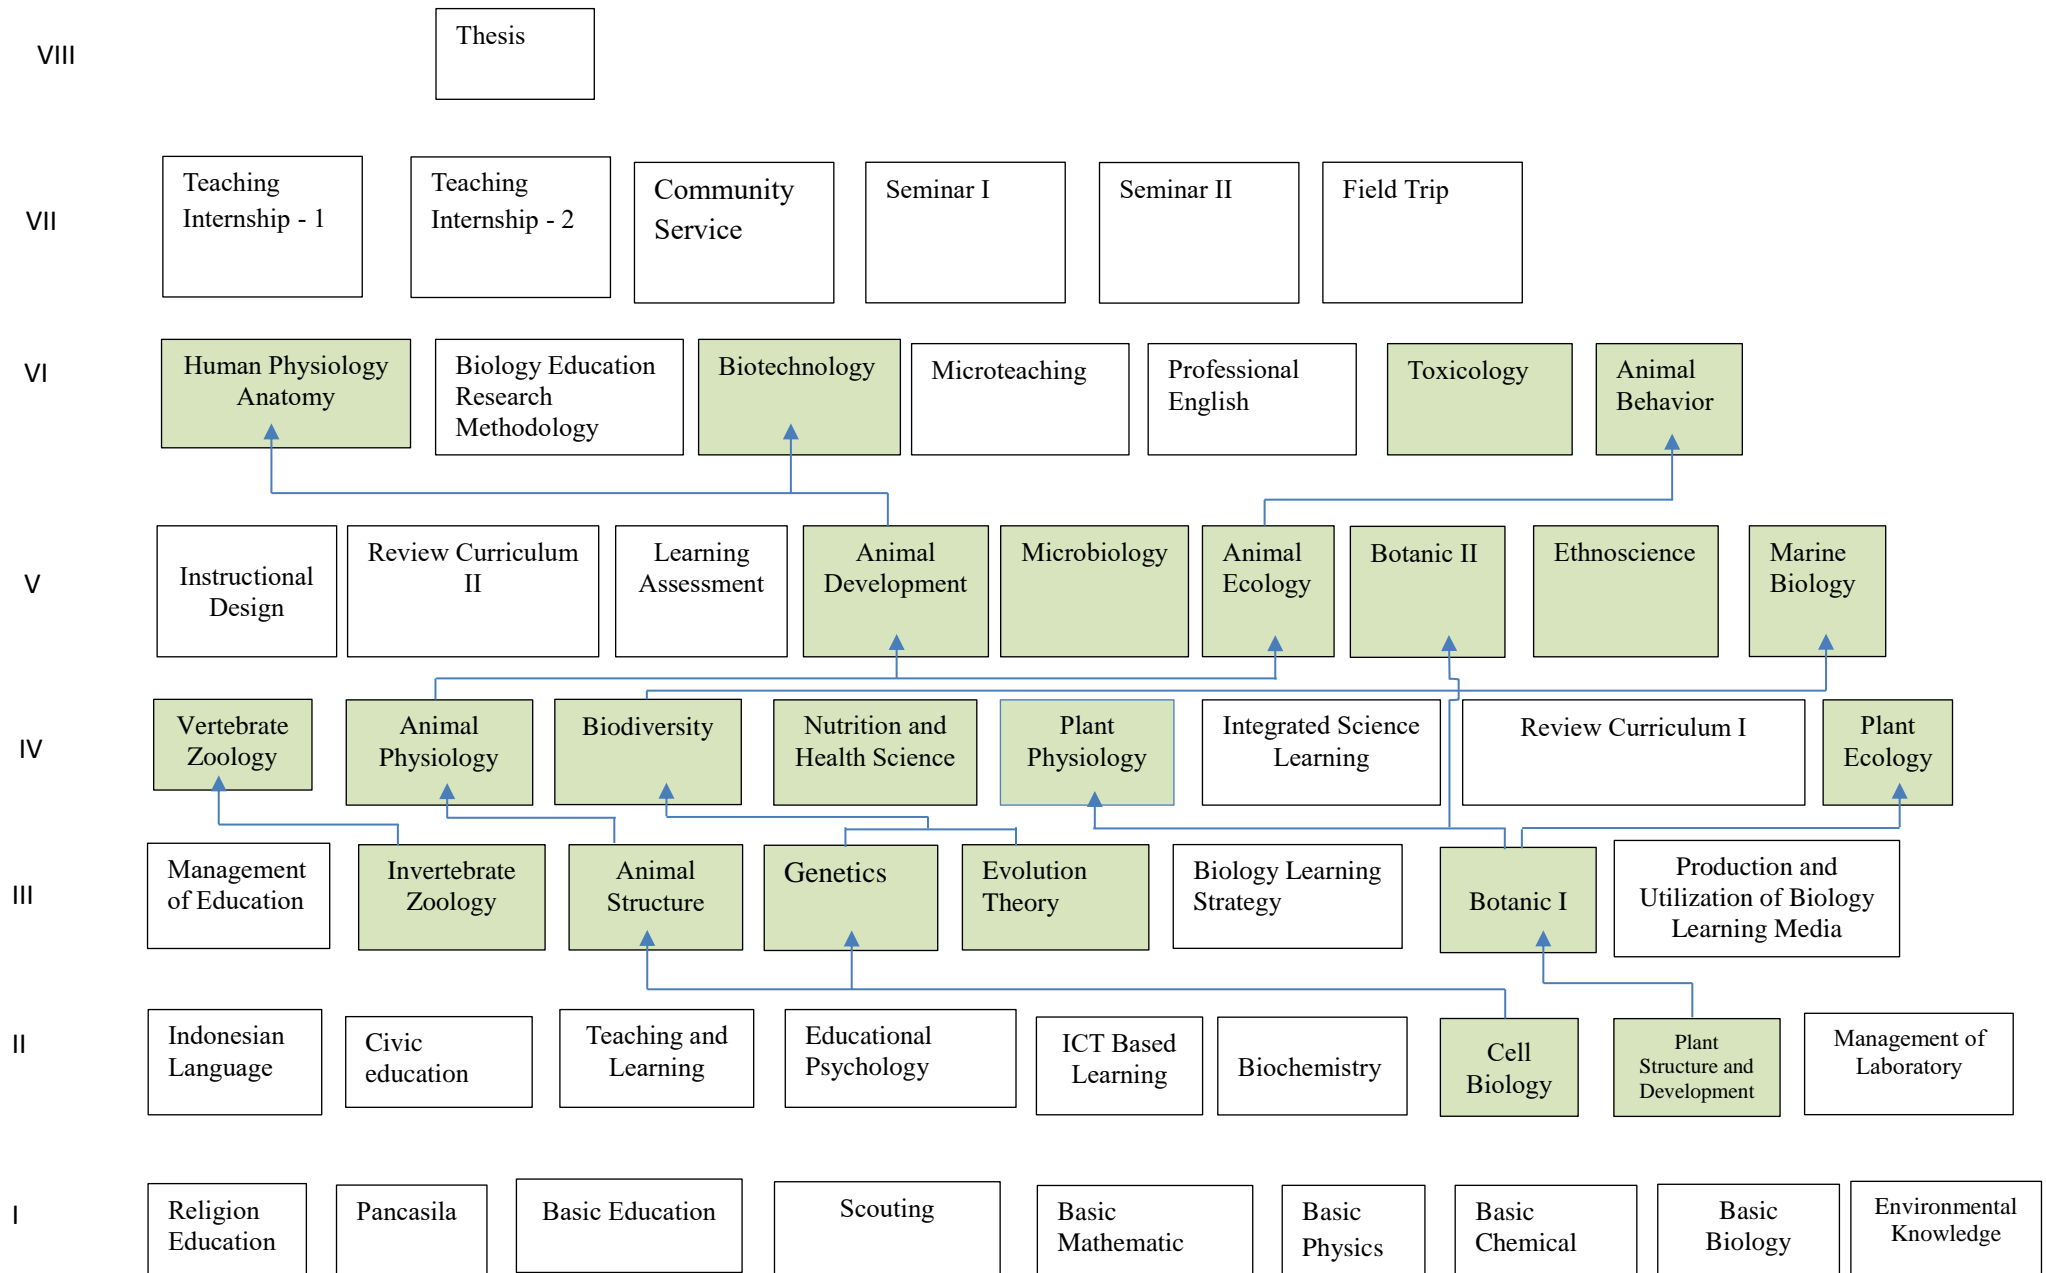 VIII
Thesis
VII
Teaching
Internship - 1
Teaching
Internship - 2
Community
Service
Seminar I
Seminar II
Field Trip
VI
Human Physiology
Anatomy
Biology Education
Research
Methodology
Biotechnology
Microteaching
Professional
English
Toxicology
Animal
Behavior
V
Instructional
Design
Review Curriculum
II
Learning
Assessment
Animal
Development
Microbiology
Animal
Ecology
Botanic II
Ethnoscience
Marine
Biology
IV
Vertebrate
Zoology
Animal
Physiology
Biodiversity
Nutrition and
Health Science
Plant
Physiology
Integrated Science
Learning
Review Curriculum I
Plant
Ecology
III
Management
of Education
Invertebrate
Zoology
Animal
Structure
Genetics
Evolution
Theory
Biology Learning
Strategy
Botanic I
Production and
Utilization of Biology
Learning Media
II
Indonesian
Language
Civic
education
Teaching and
Learning
Educational
Psychology
ICT Based
Learning
Biochemistry
Cell
Biology
Plant
Structure and
Development
Management of
Laboratory
I
Religion
Education
Pancasila
Basic Education
Scouting
Basic
Mathematic
Basic
Physics
Basic
Chemical
Basic
Biology
Environmental
Knowledge